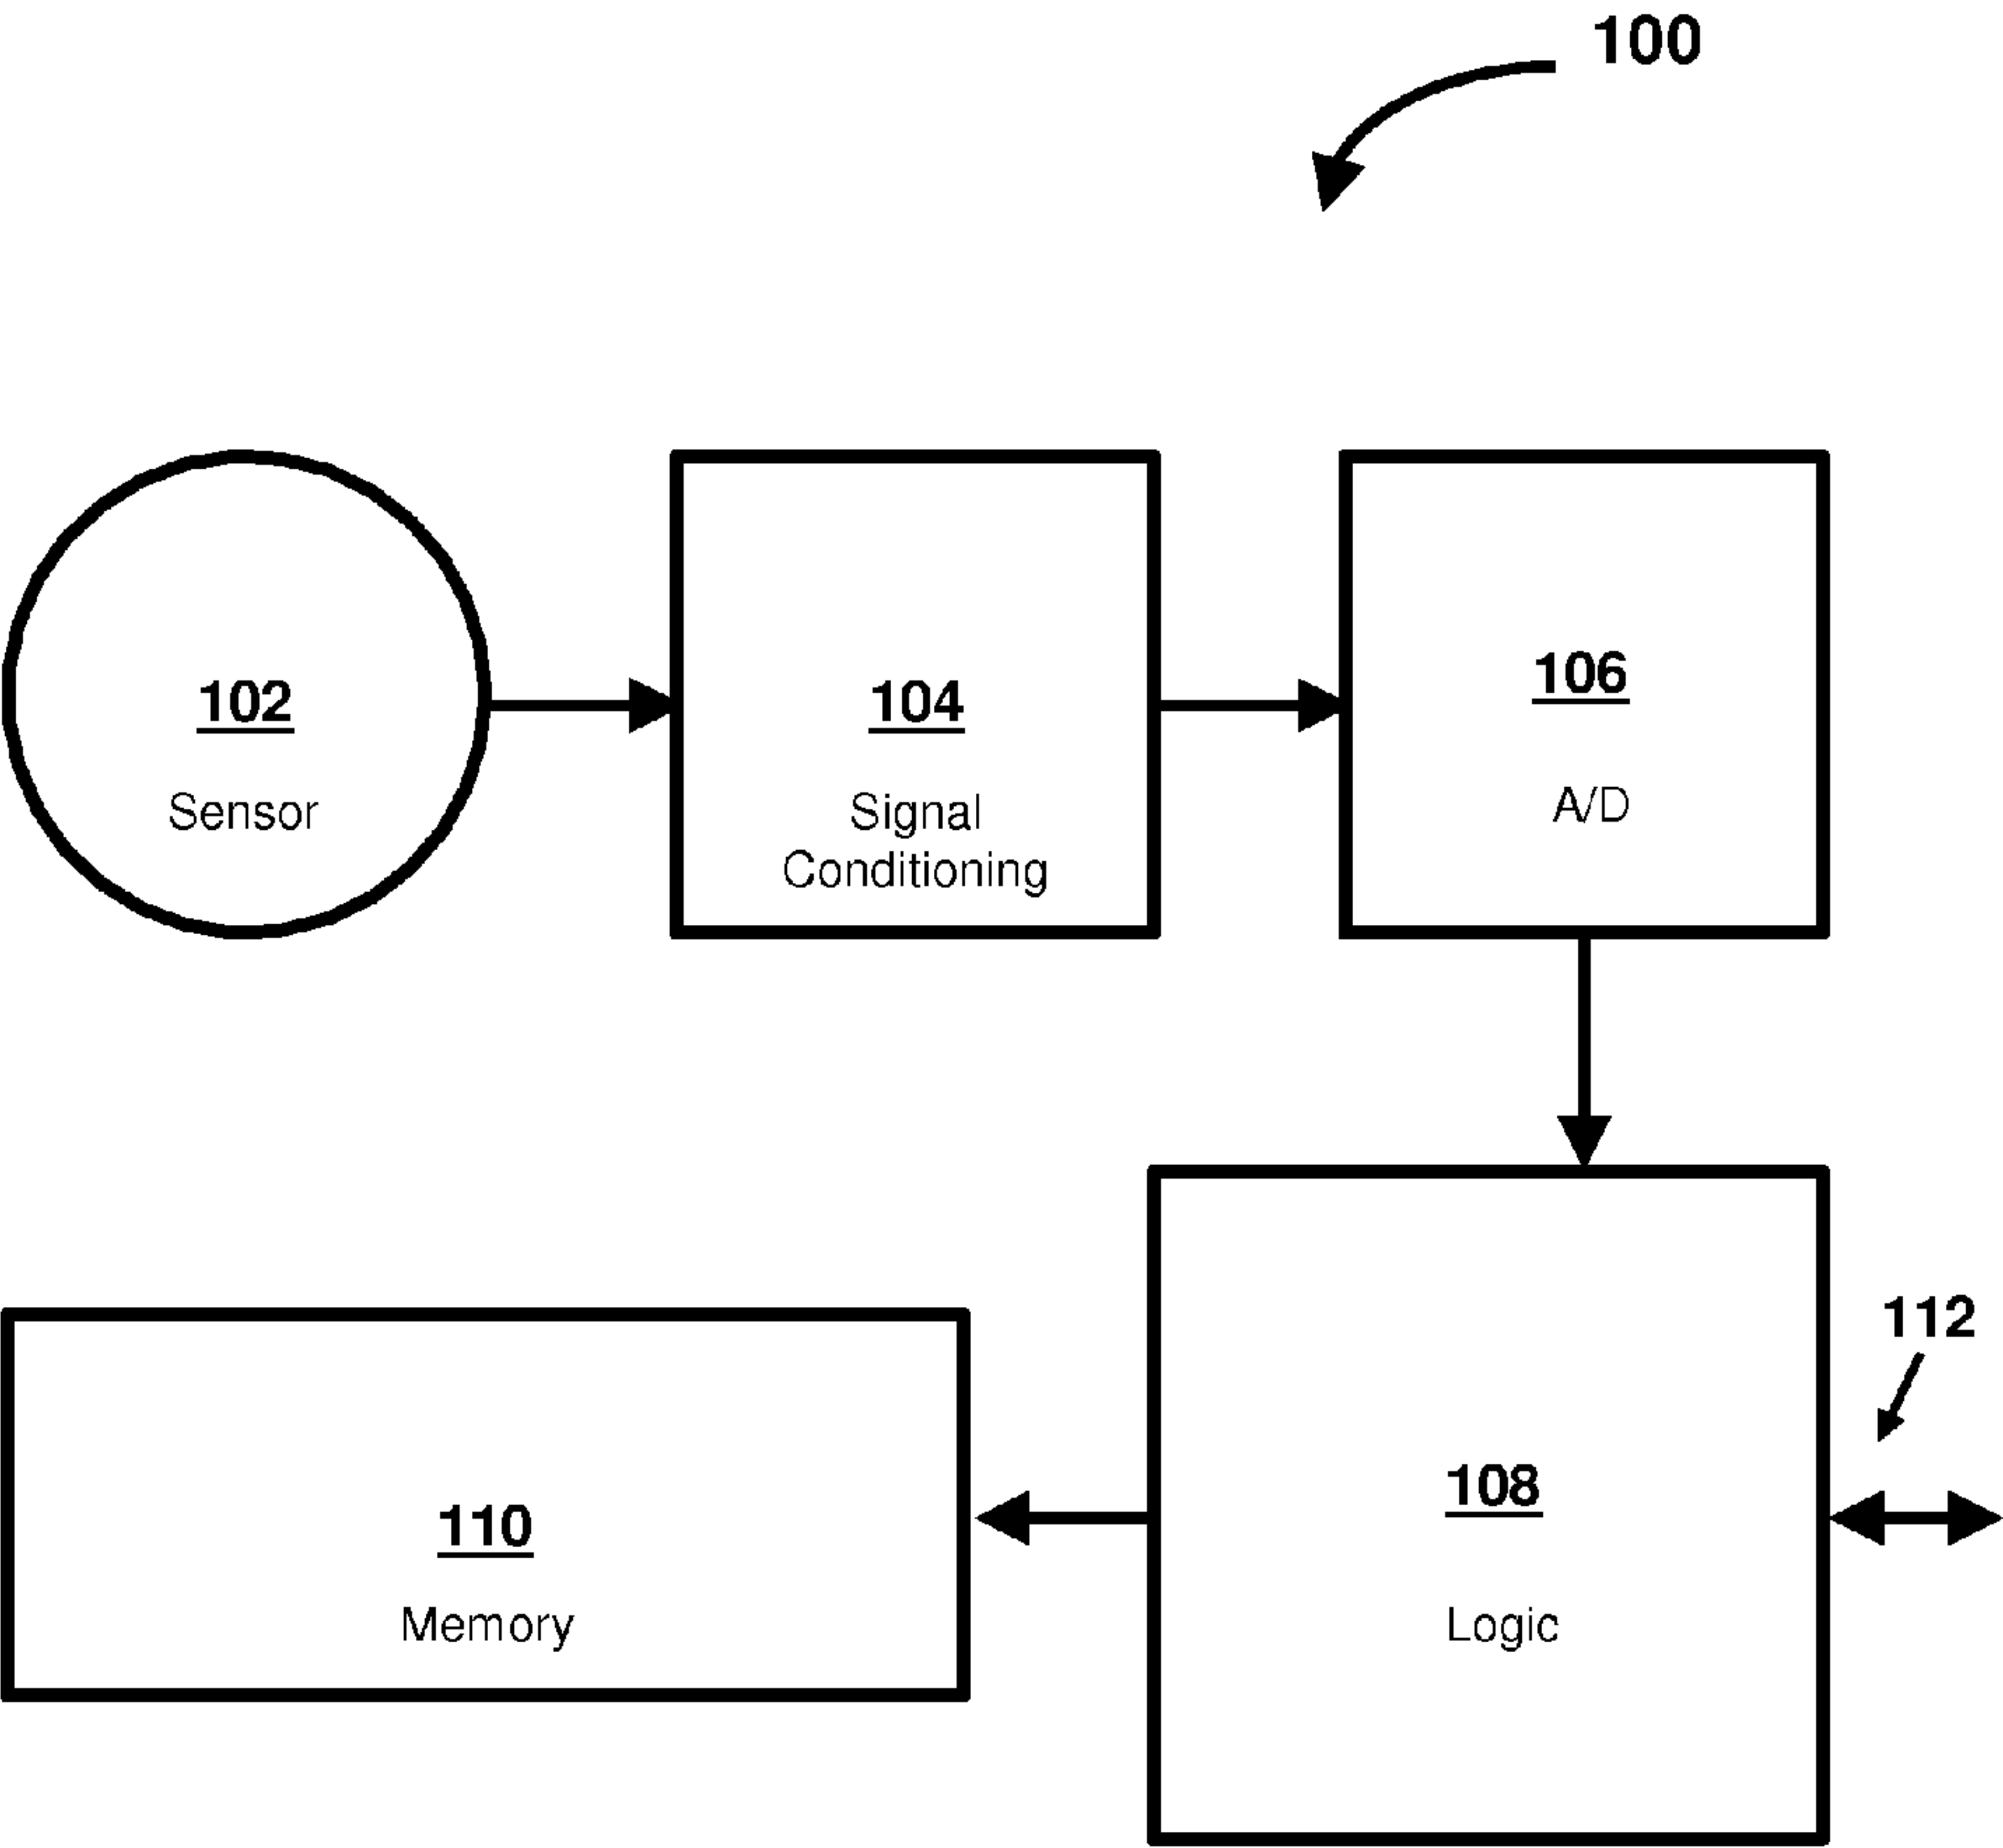 100
102
Sensor
104
Signal
Conditioning
106
A/D
112
108
Logic
110
Memory